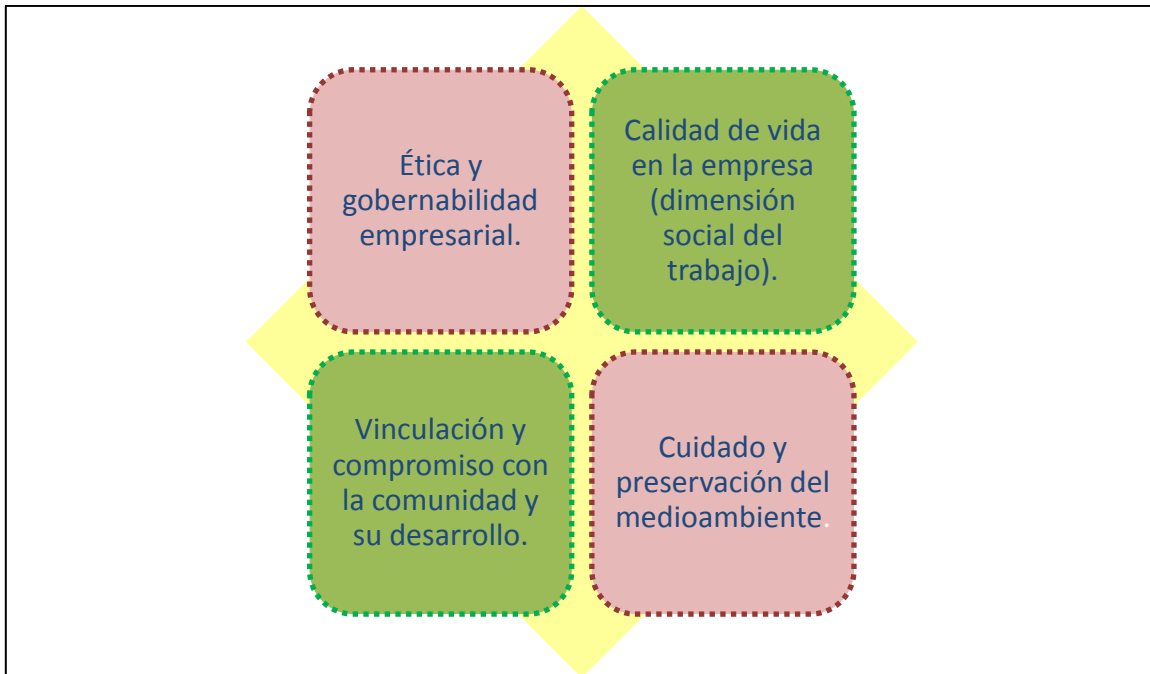 Ética y
gobernabilidad
empresarial.
Calidad de vida
en la empresa
(dimensión
social del
trabajo).
Vinculación y
compromiso con
la comunidad y
su desarrollo.
Cuidado y
preservación del
medioambiente.